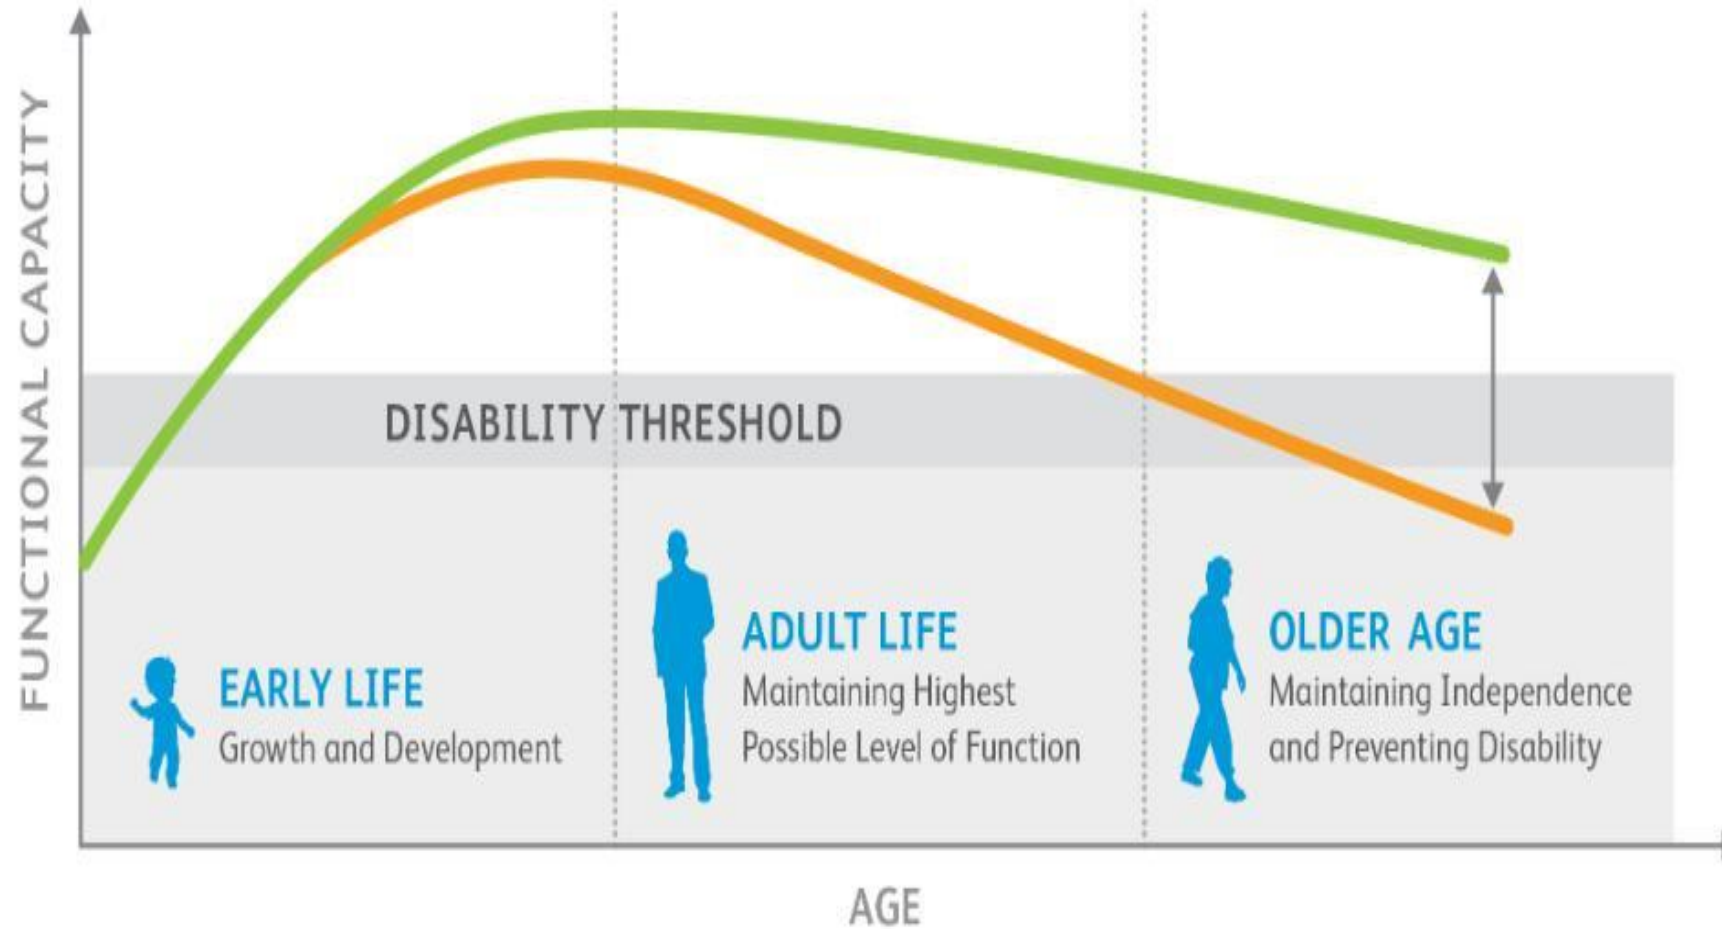 FUNCTIONAL CAPACITY
DISABILITY THRESHOLD
EARLY LIFE
Growth and Development
ADULT LIFE
Maintaining Highest
Possible Level of Function
OLDER AGE
Maintaining Independence
and Preventing Disability
AGE